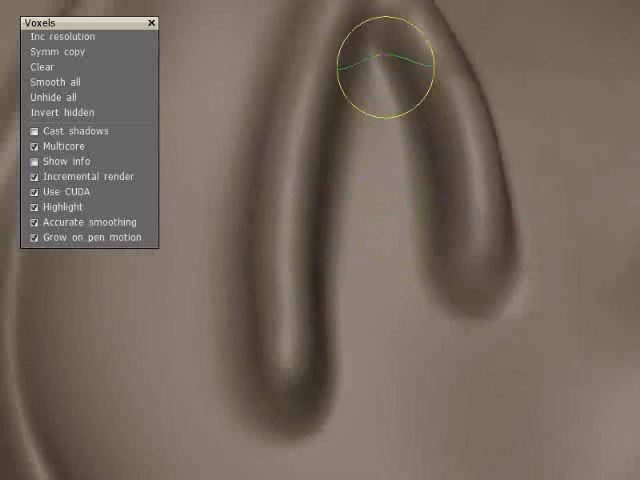 Voxels
Inc resolution
Symm copy
Clear
Smooth all
Unhide all
Invert hidden
Cast shadows
Multicore
Show info
Incremental render
Use CUDA
Highlight
Accurate smoothing
Grow on pen motion